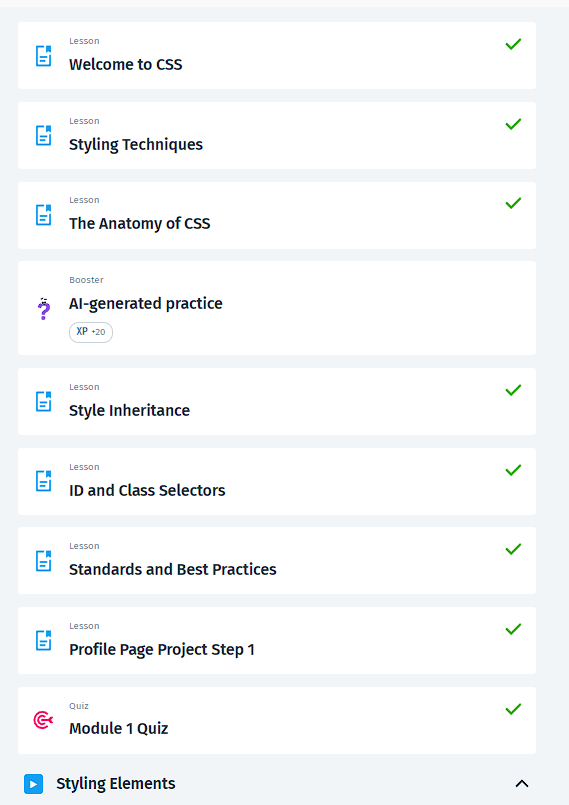 Lesson
Welcome to CSS
Lesson
Styling Techniques
Lesson
The Anatomy of CSS
Booster
AI-generated practice
XP +20
Lesson
Style Inheritance
Lesson
ID and Class Selectors
Lesson
Standards and Best Practices
Lesson
Profile Page Project Step 1
Quiz
Module 1 Quiz
Styling Elements